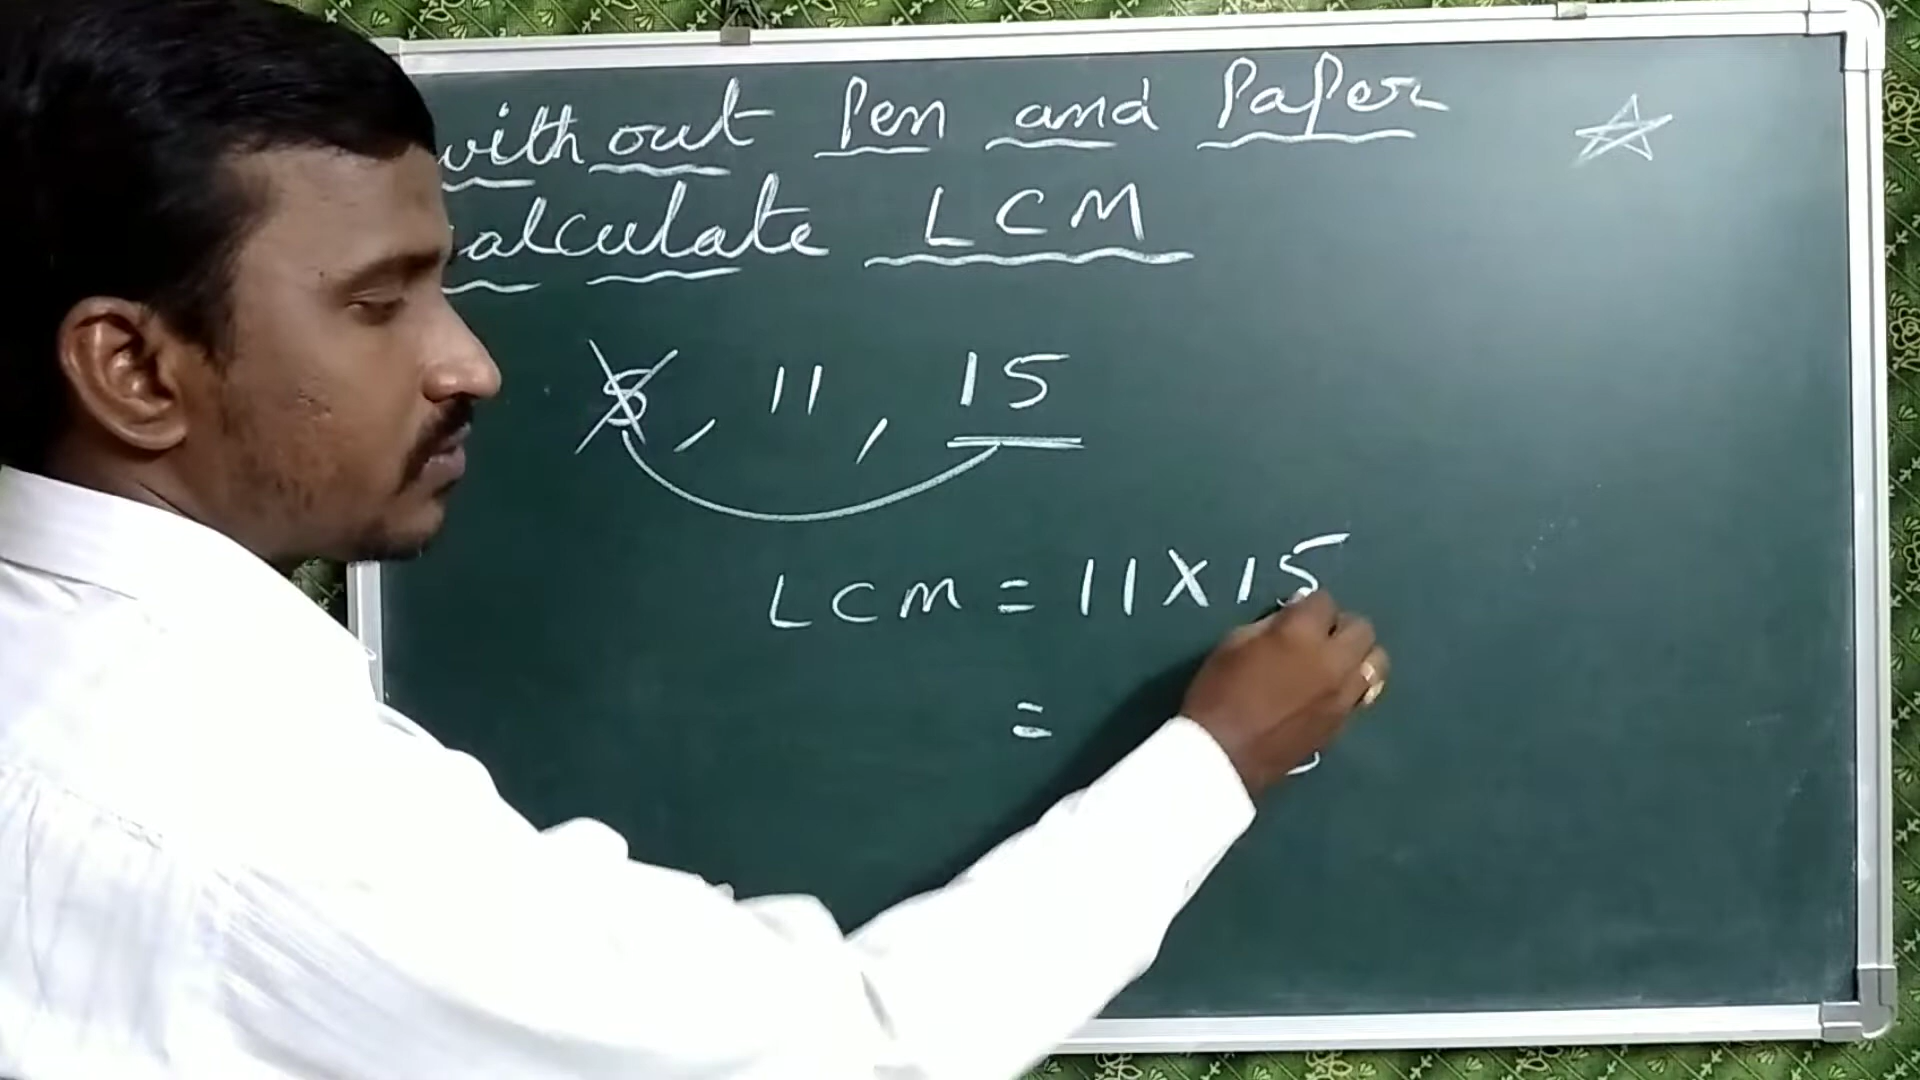 without Pen and Paper
calculate LCM
5, 11, 15
LCM = 11 X 15
=